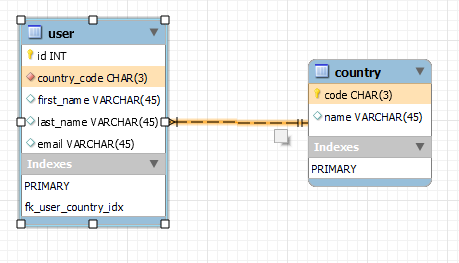 user
id INT
country_code CHAR(3)
first_name VARCHAR(45)
last_name VARCHAR(45)
email VARCHAR(45)
Indexes
PRIMARY
fk_user_country_idx
country
code CHAR(3)
name VARCHAR(45)
Indexes
PRIMARY